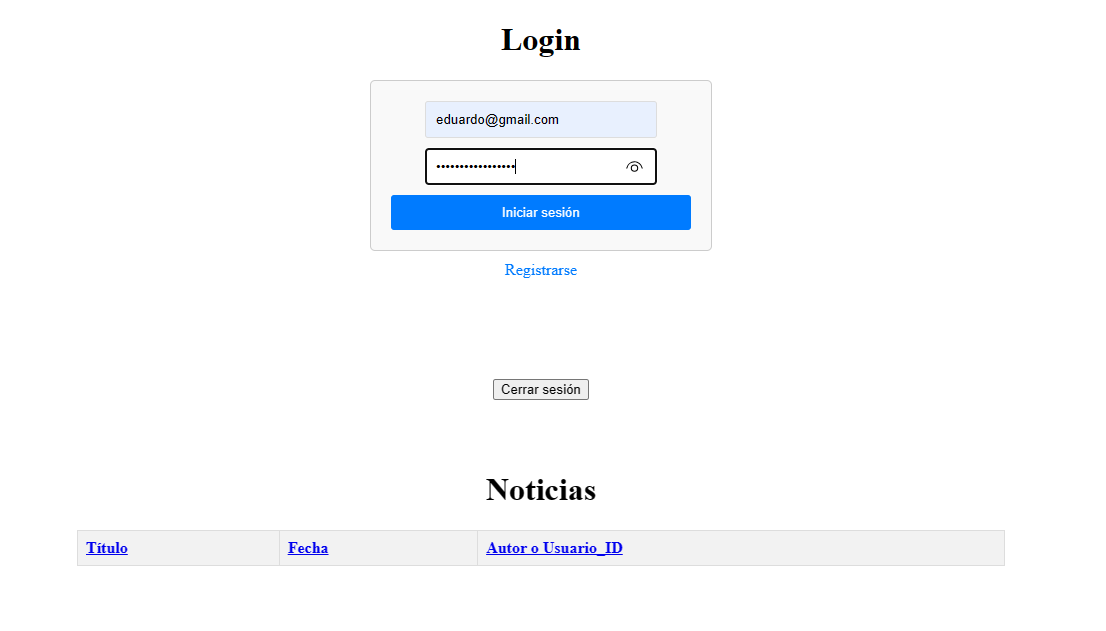 Login
eduardo@gmail.com
•••••••••••••••••
Iniciar sesión
Registrarse
Cerrar sesión
Noticias
Título Fecha Autor o Usuario_ID